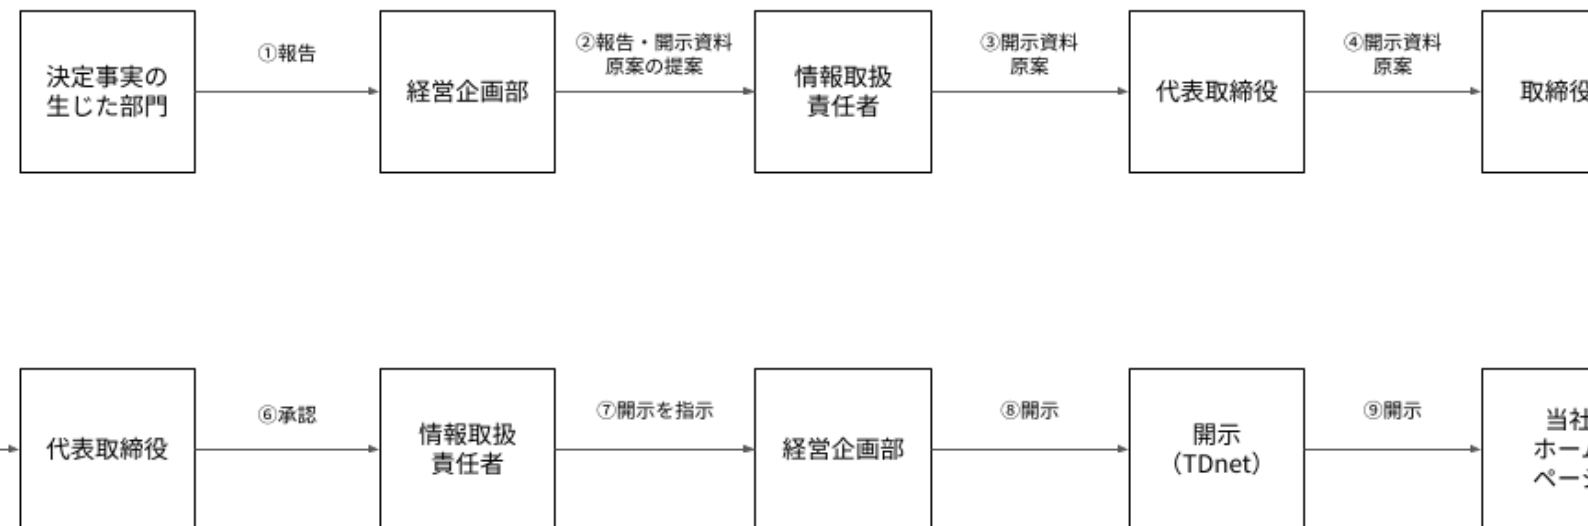 決定事実の
生じた部門
①報告
経営企画部
②報告・開示資料
原案の提案
情報取扱
責任者
③開示資料
原案
代表取締役
④開示資料
原案
取締役
代表取締役
⑥承認
情報取扱
責任者
⑦開示を指示
経営企画部
⑧開示
開示
（TDnet）
⑨開示
当社
ホー
ペー